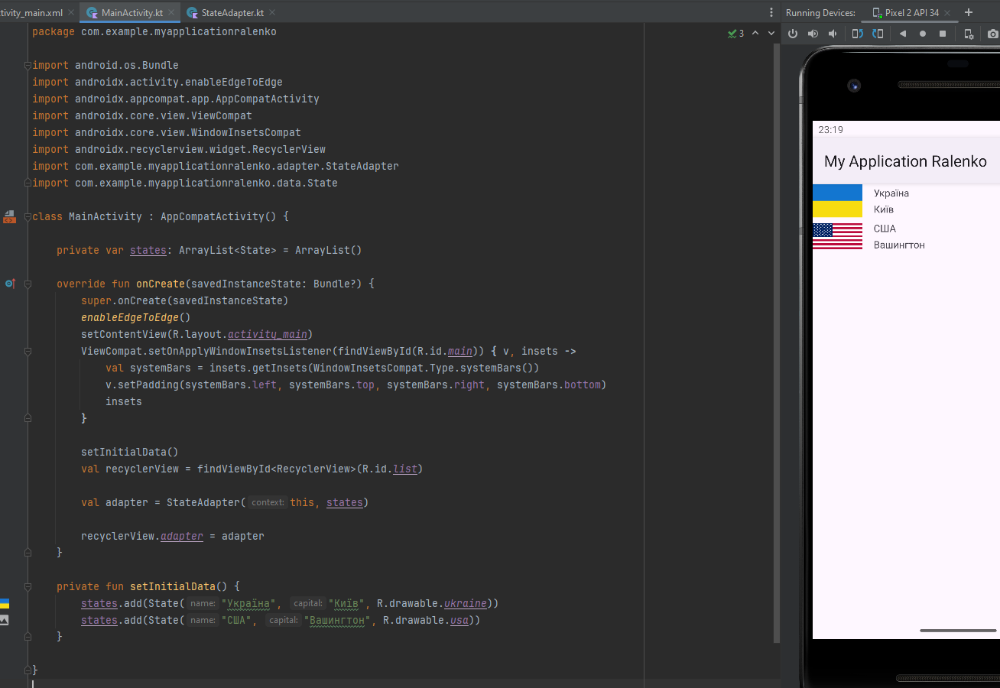 tivity_main.xml
MainActivity.kt
StateAdapter.kt
Running Devices:
Pixel 2 API 34
package com.example.myapplicationralenko
3
import android.os.Bundle
import androidx.activity.enableEdgeToEdge
import androidx.appcompat.app.AppCompatActivity
import androidx.core.view.ViewCompat
import androidx.core.view.WindowInsetsCompat
import androidx.recyclerview.widget.RecyclerView
import com.example.myapplicationralenko.adapter.StateAdapter
import com.example.myapplicationralenko.data.State
class MainActivity : AppCompatActivity() {
private var states: ArrayList<State> = ArrayList()
override fun onCreate(savedInstanceState: Bundle?) {
super.onCreate(savedInstanceState)
enableEdgeToEdge()
setContentView(R.layout.activity_main)
ViewCompat.setOnApplyWindowInsetsListener(findViewById(R.id.main)) { v, insets ->
val systemBars = insets.getInsets(WindowInsetsCompat.Type.systemBars())
v.setPadding(systemBars.left, systemBars.top, systemBars.right, systemBars.bottom)
insets
}
setInitialData()
val recyclerView = findViewById<RecyclerView>(R.id.list)
val adapter = StateAdapter( context: this, states)
recyclerView.adapter = adapter
}
private fun setInitialData() {
states.add(State( name: "Україна", capital: "Київ", R.drawable.ukraine))
states.add(State( name: "США", capital: "Вашингтон", R.drawable.usa))
}
}
23:19
My Application Ralenko
Україна
Київ
США
Вашингтон